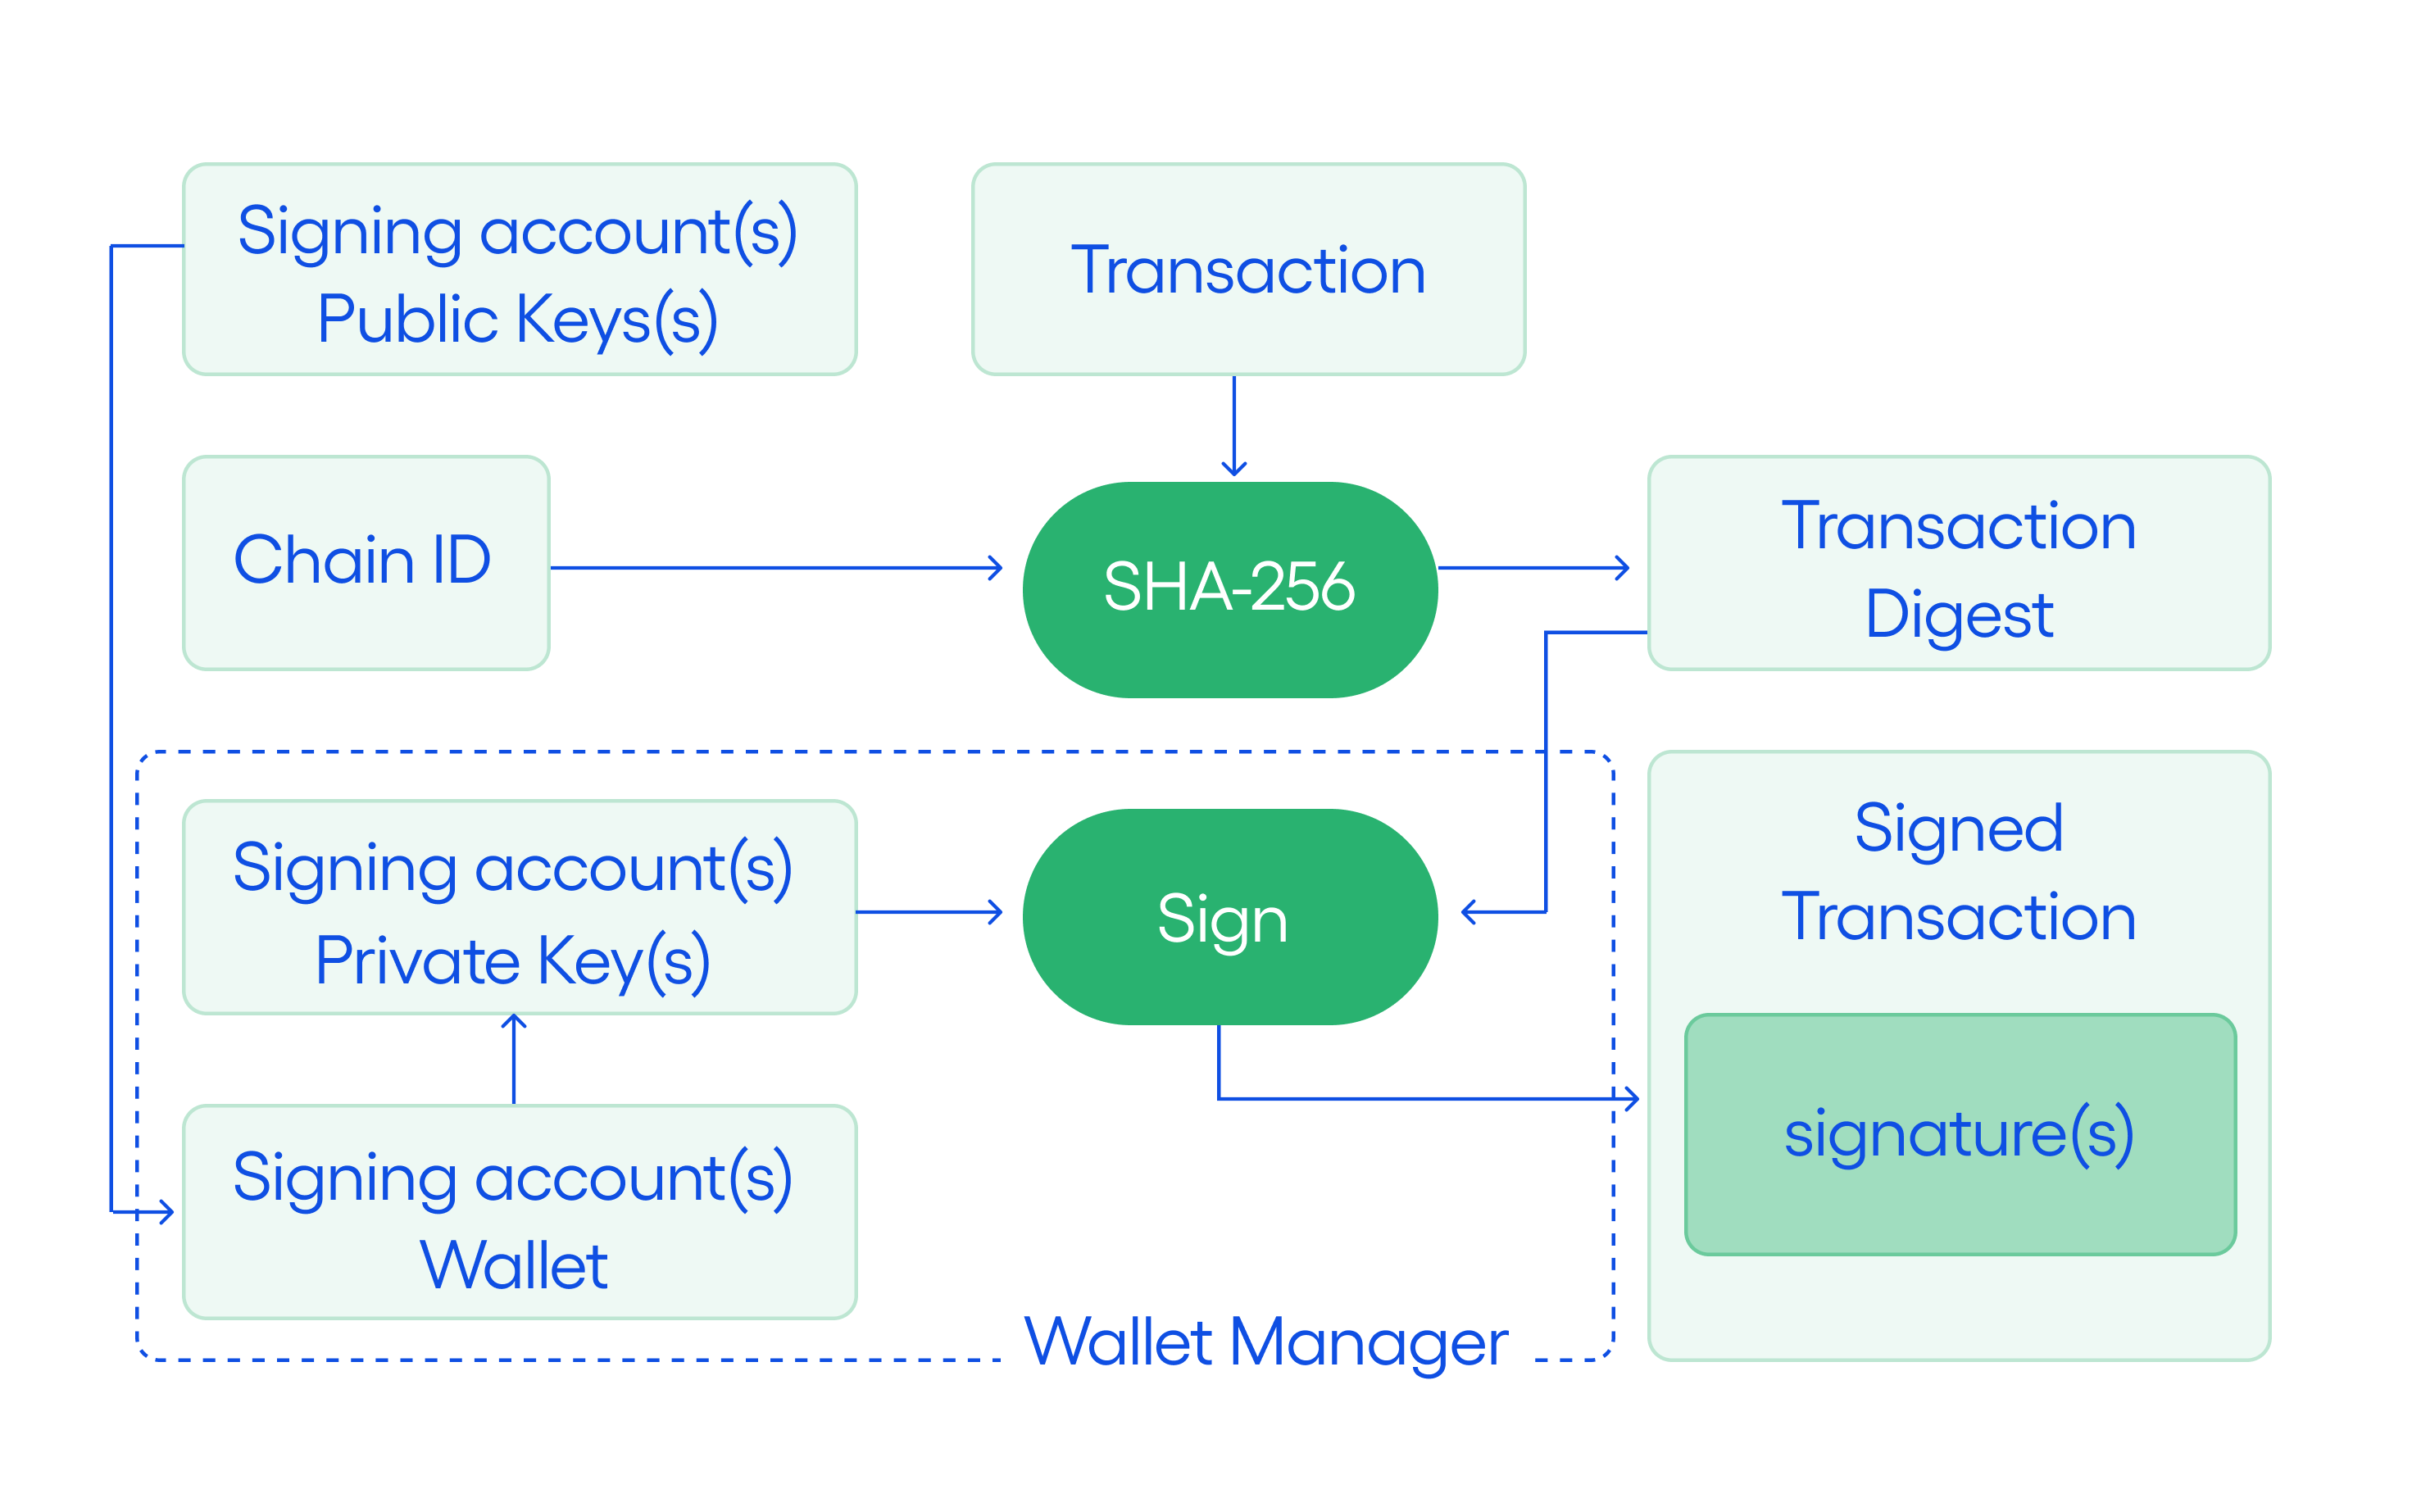 Signing account(s)
Public Keys(s)
Transaction
Chain ID
SHA-256
Transaction
Digest
Signing account(s)
Private Key(s)
Sign
Signed
Transaction
signature(s)
Signing account(s)
Wallet
Wallet Manager